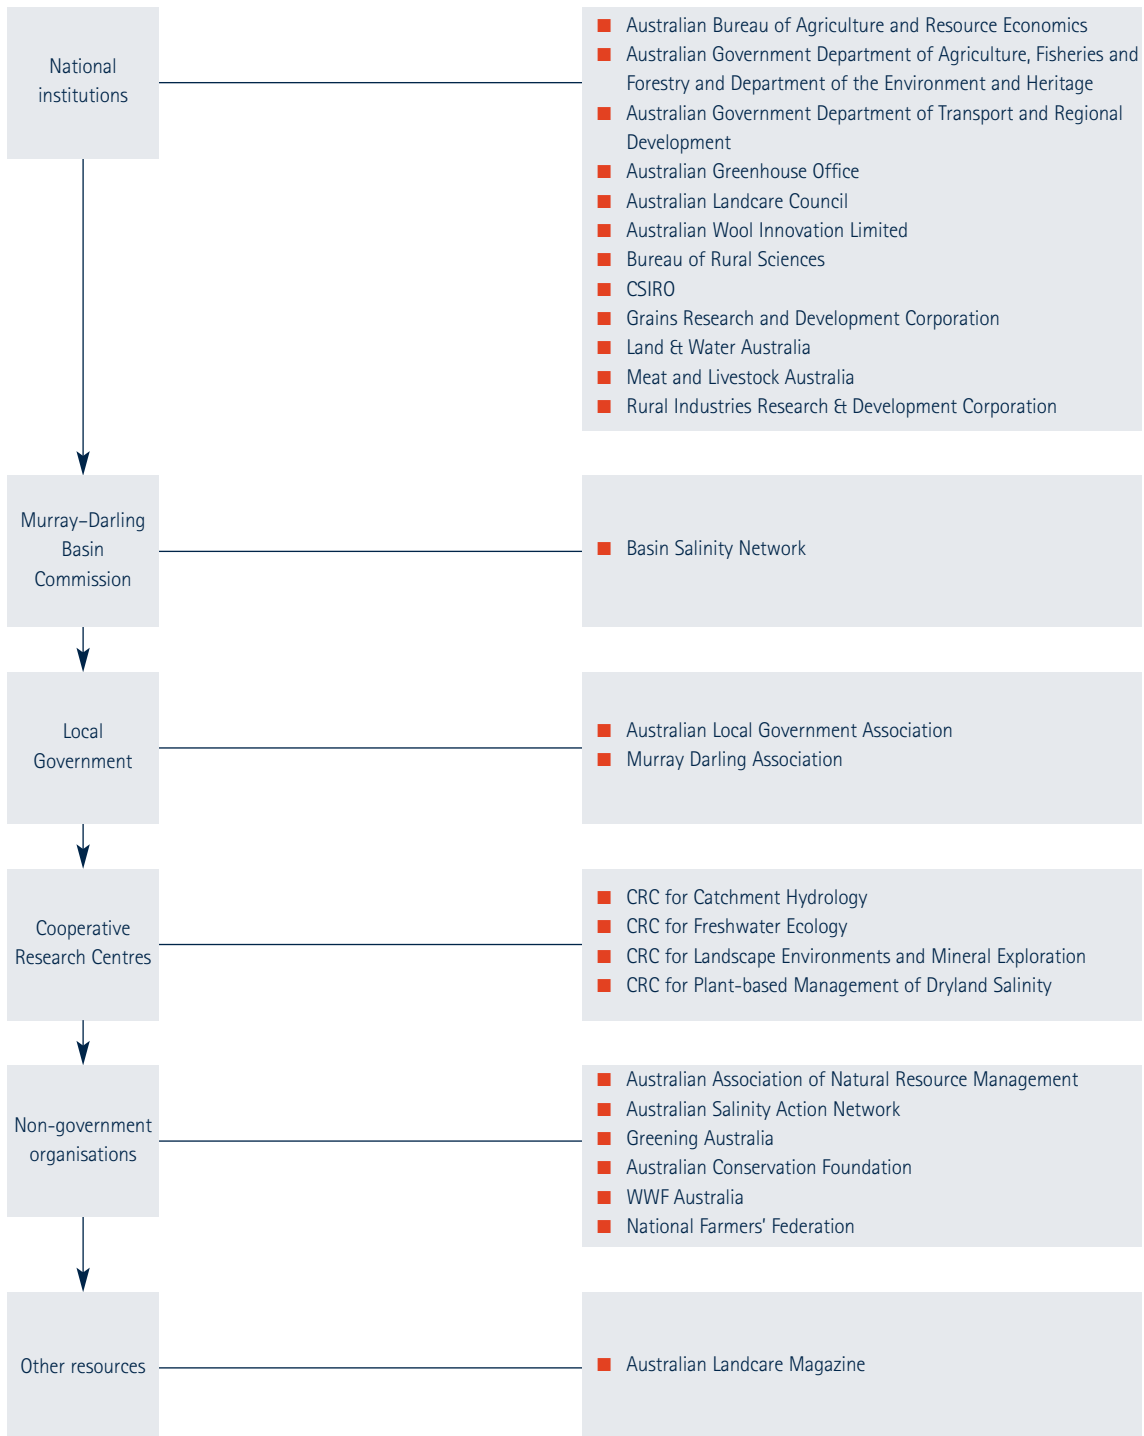 National
institutions
■ Australian Bureau of Agriculture and Resource Economics
■ Australian Government Department of Agriculture, Fisheries and
Forestry and Department of the Environment and Heritage
■ Australian Government Department of Transport and Regional
Development
■ Australian Greenhouse Office
■ Australian Landcare Council
■ Australian Wool Innovation Limited
■ Bureau of Rural Sciences
■ CSIRO
■ Grains Research and Development Corporation
■ Land & Water Australia
■ Meat and Livestock Australia
■ Rural Industries Research & Development Corporation
Murray–Darling
Basin
Commission
■ Basin Salinity Network
Local
Government
■ Australian Local Government Association
■ Murray Darling Association
Cooperative
Research Centres
■ CRC for Catchment Hydrology
■ CRC for Freshwater Ecology
■ CRC for Landscape Environments and Mineral Exploration
■ CRC for Plant-based Management of Dryland Salinity
Non-government
organisations
■ Australian Association of Natural Resource Management
■ Australian Salinity Action Network
■ Greening Australia
■ Australian Conservation Foundation
■ WWF Australia
■ National Farmers’ Federation
Other resources
■ Australian Landcare Magazine